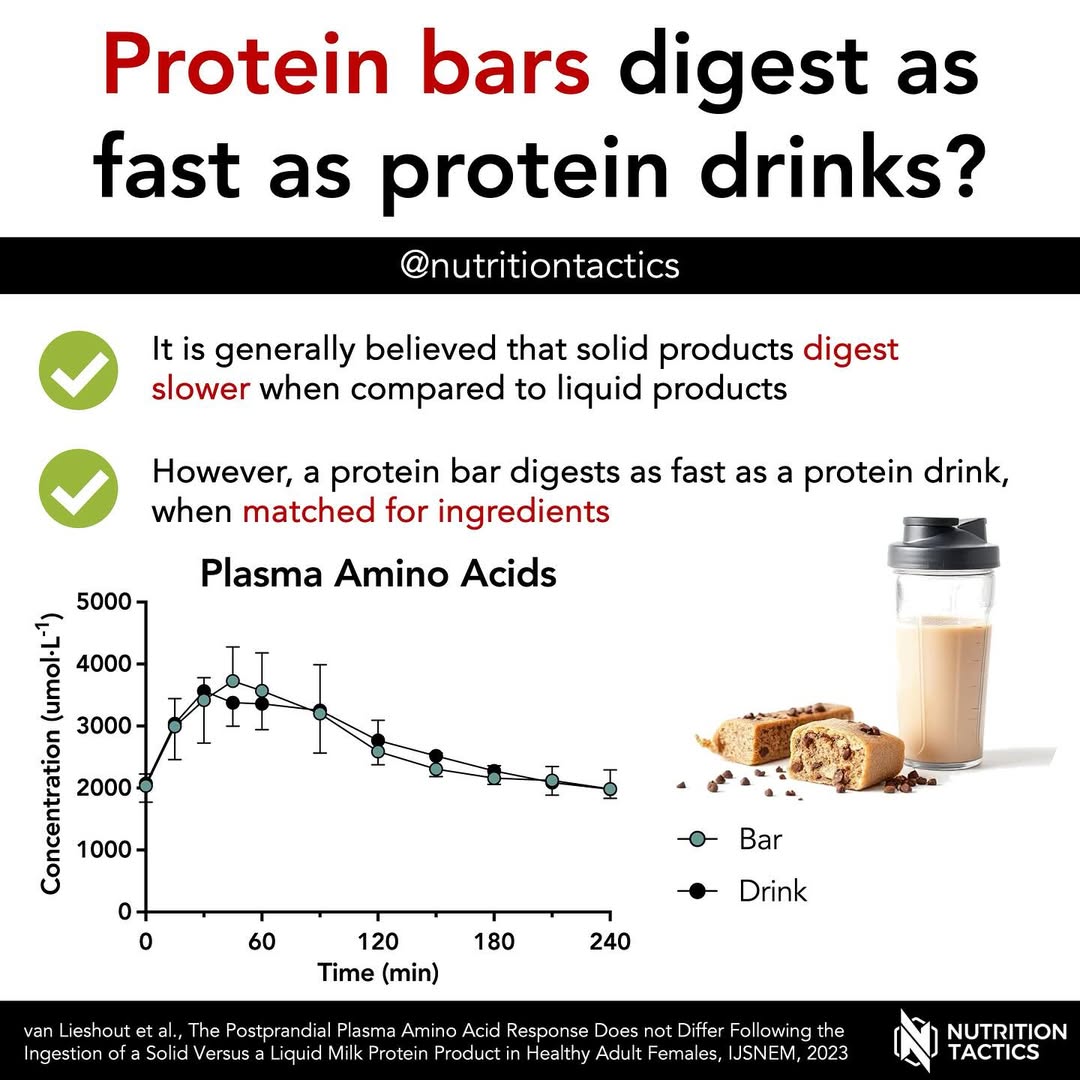 Protein bars digest as
fast as protein drinks?
@nutritiontactics
It is generally believed that solid products digest
slower when compared to liquid products
However, a protein bar digests as fast as a protein drink,
when matched for ingredients
Plasma Amino Acids
Concentration (umol·L⁻¹)
5000
4000
3000
2000
1000
0
0 60 120 180 240
Time (min)
Bar
Drink
van Lieshout et al., The Postprandial Plasma Amino Acid Response Does not Differ Following the
Ingestion of a Solid Versus a Liquid Milk Protein Product in Healthy Adult Females, IJSNEM, 2023
NUTRITION
TACTICS